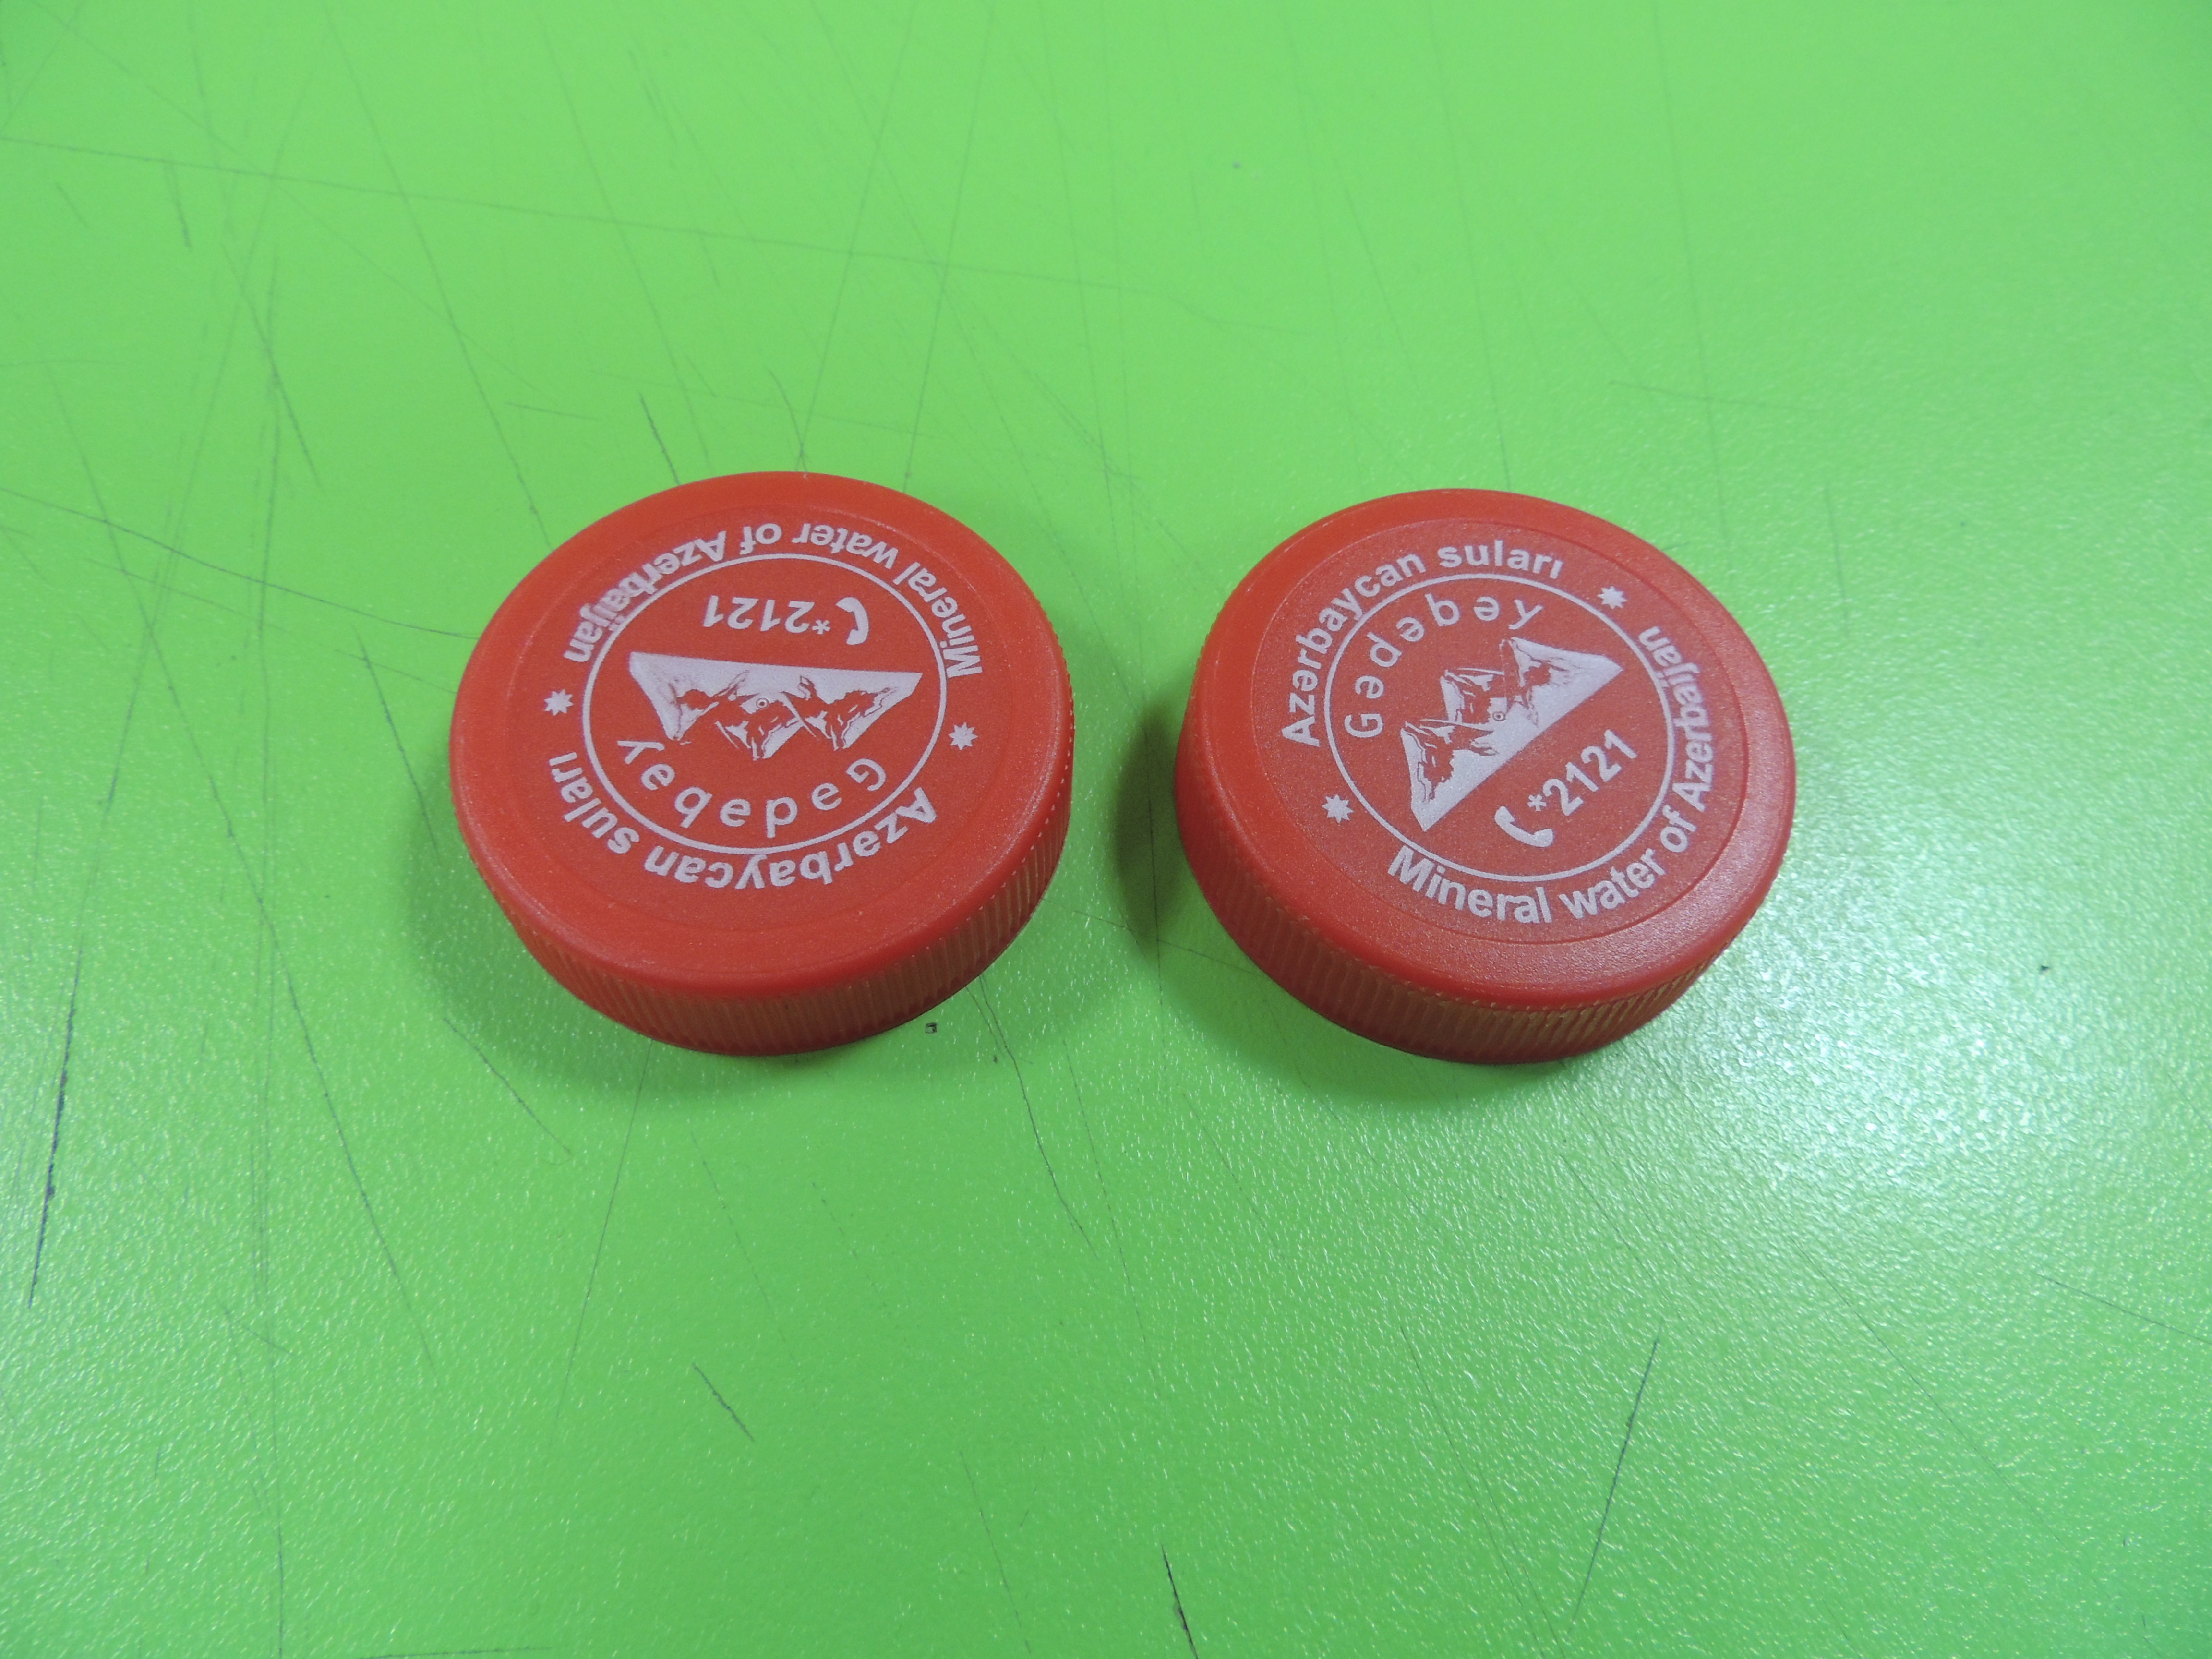 Azərbaycan suları
Gədəbəy
*2121
Mineral water of Azerbaijan
Azərbaycan suları
Gədəbəy
*2121
Mineral water of Azerbaijan